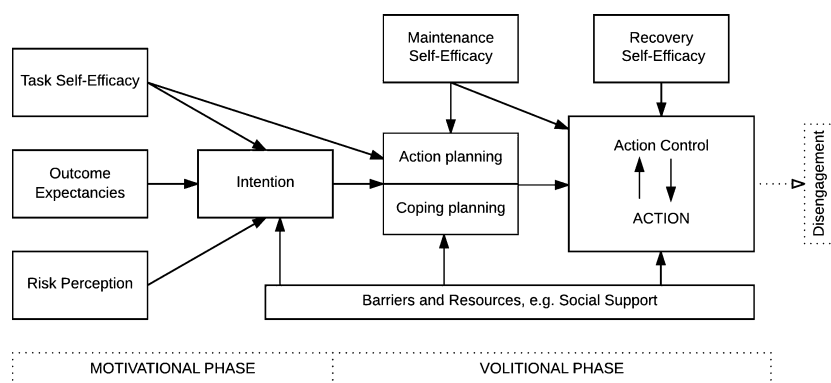 Maintenance
Self-Efficacy
Recovery
Self-Efficacy
Task Self-Efficacy
Outcome
Expectancies
Risk Perception
Intention
Action planning
Coping planning
Action Control
ACTION
Disengagement
Barriers and Resources, e.g. Social Support
MOTIVATIONAL PHASE
VOLITIONAL PHASE